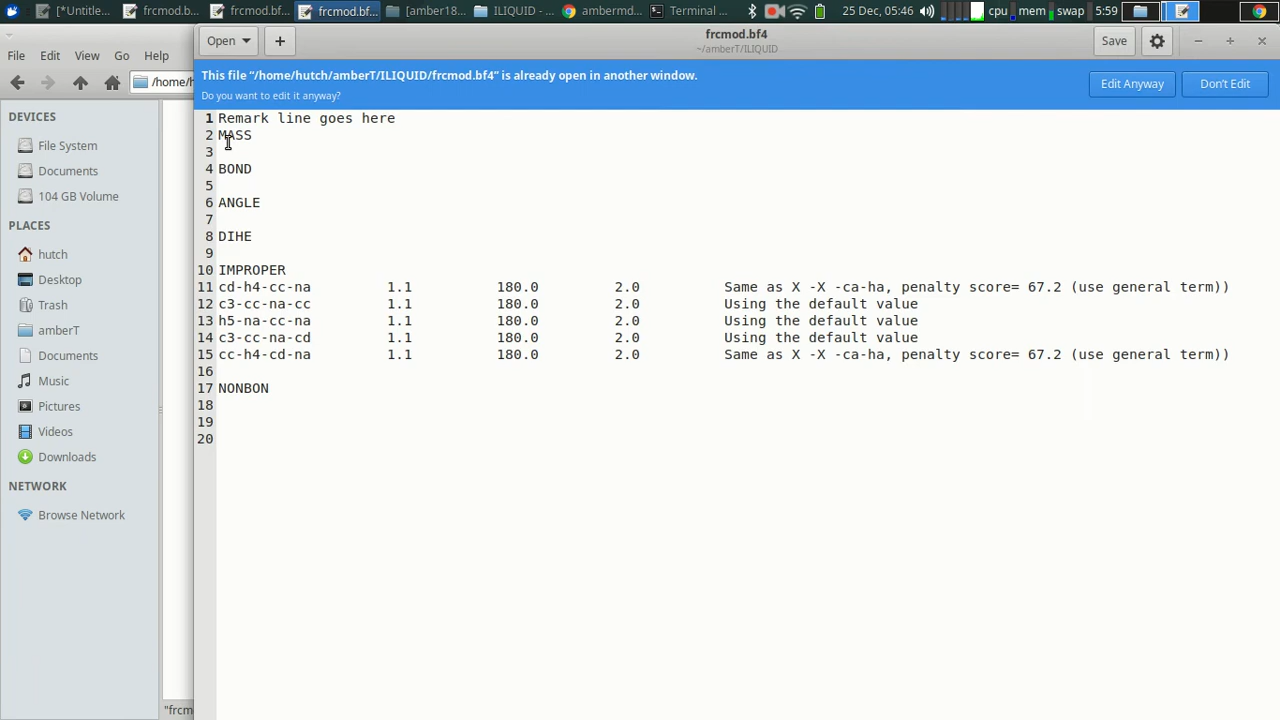 [*Untitle... frcmod.b... frcmod.bf... frcmod.bf... [amber18... ILIQUID - ... ambermd... Terminal ... 25 Dec, 05:46 cpu mem swap 5:59
File Edit View Go Help
/home/h
DEVICES
File System
Documents
104 GB Volume
PLACES
hutch
Desktop
Trash
amberT
Documents
Music
Pictures
Videos
Downloads
NETWORK
Browse Network
"frcm
Open
frcmod.bf4
~/amberT/ILIQUID
Save
This file “/home/hutch/amberT/ILIQUID/frcmod.bf4” is already open in another window.
Do you want to edit it anyway?
Edit Anyway Don't Edit
1 Remark line goes here
2 MASS
3
4 BOND
5
6 ANGLE
7
8 DIHE
9
10 IMPROPER
11 cd-h4-cc-na 1.1 180.0 2.0 Same as X -X -ca-ha, penalty score= 67.2 (use general term))
12 c3-cc-na-cc 1.1 180.0 2.0 Using the default value
13 h5-na-cc-na 1.1 180.0 2.0 Using the default value
14 c3-cc-na-cd 1.1 180.0 2.0 Using the default value
15 cc-h4-cd-na 1.1 180.0 2.0 Same as X -X -ca-ha, penalty score= 67.2 (use general term))
16
17 NONBON
18
19
20